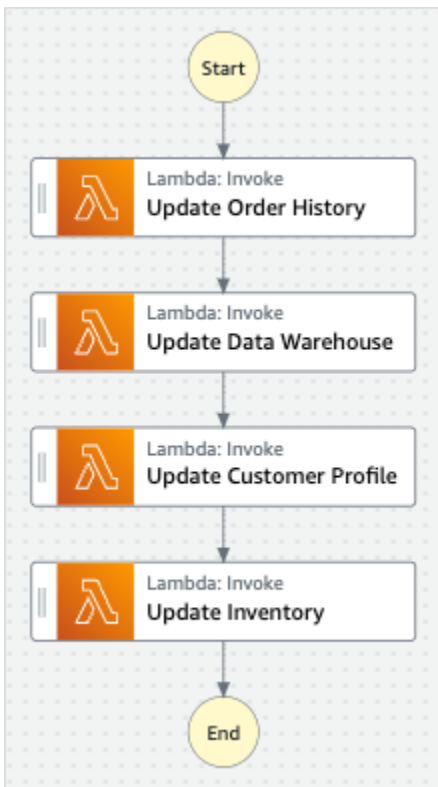 Start
Lambda: Invoke
Update Order History
Lambda: Invoke
Update Data Warehouse
Lambda: Invoke
Update Customer Profile
Lambda: Invoke
Update Inventory
End